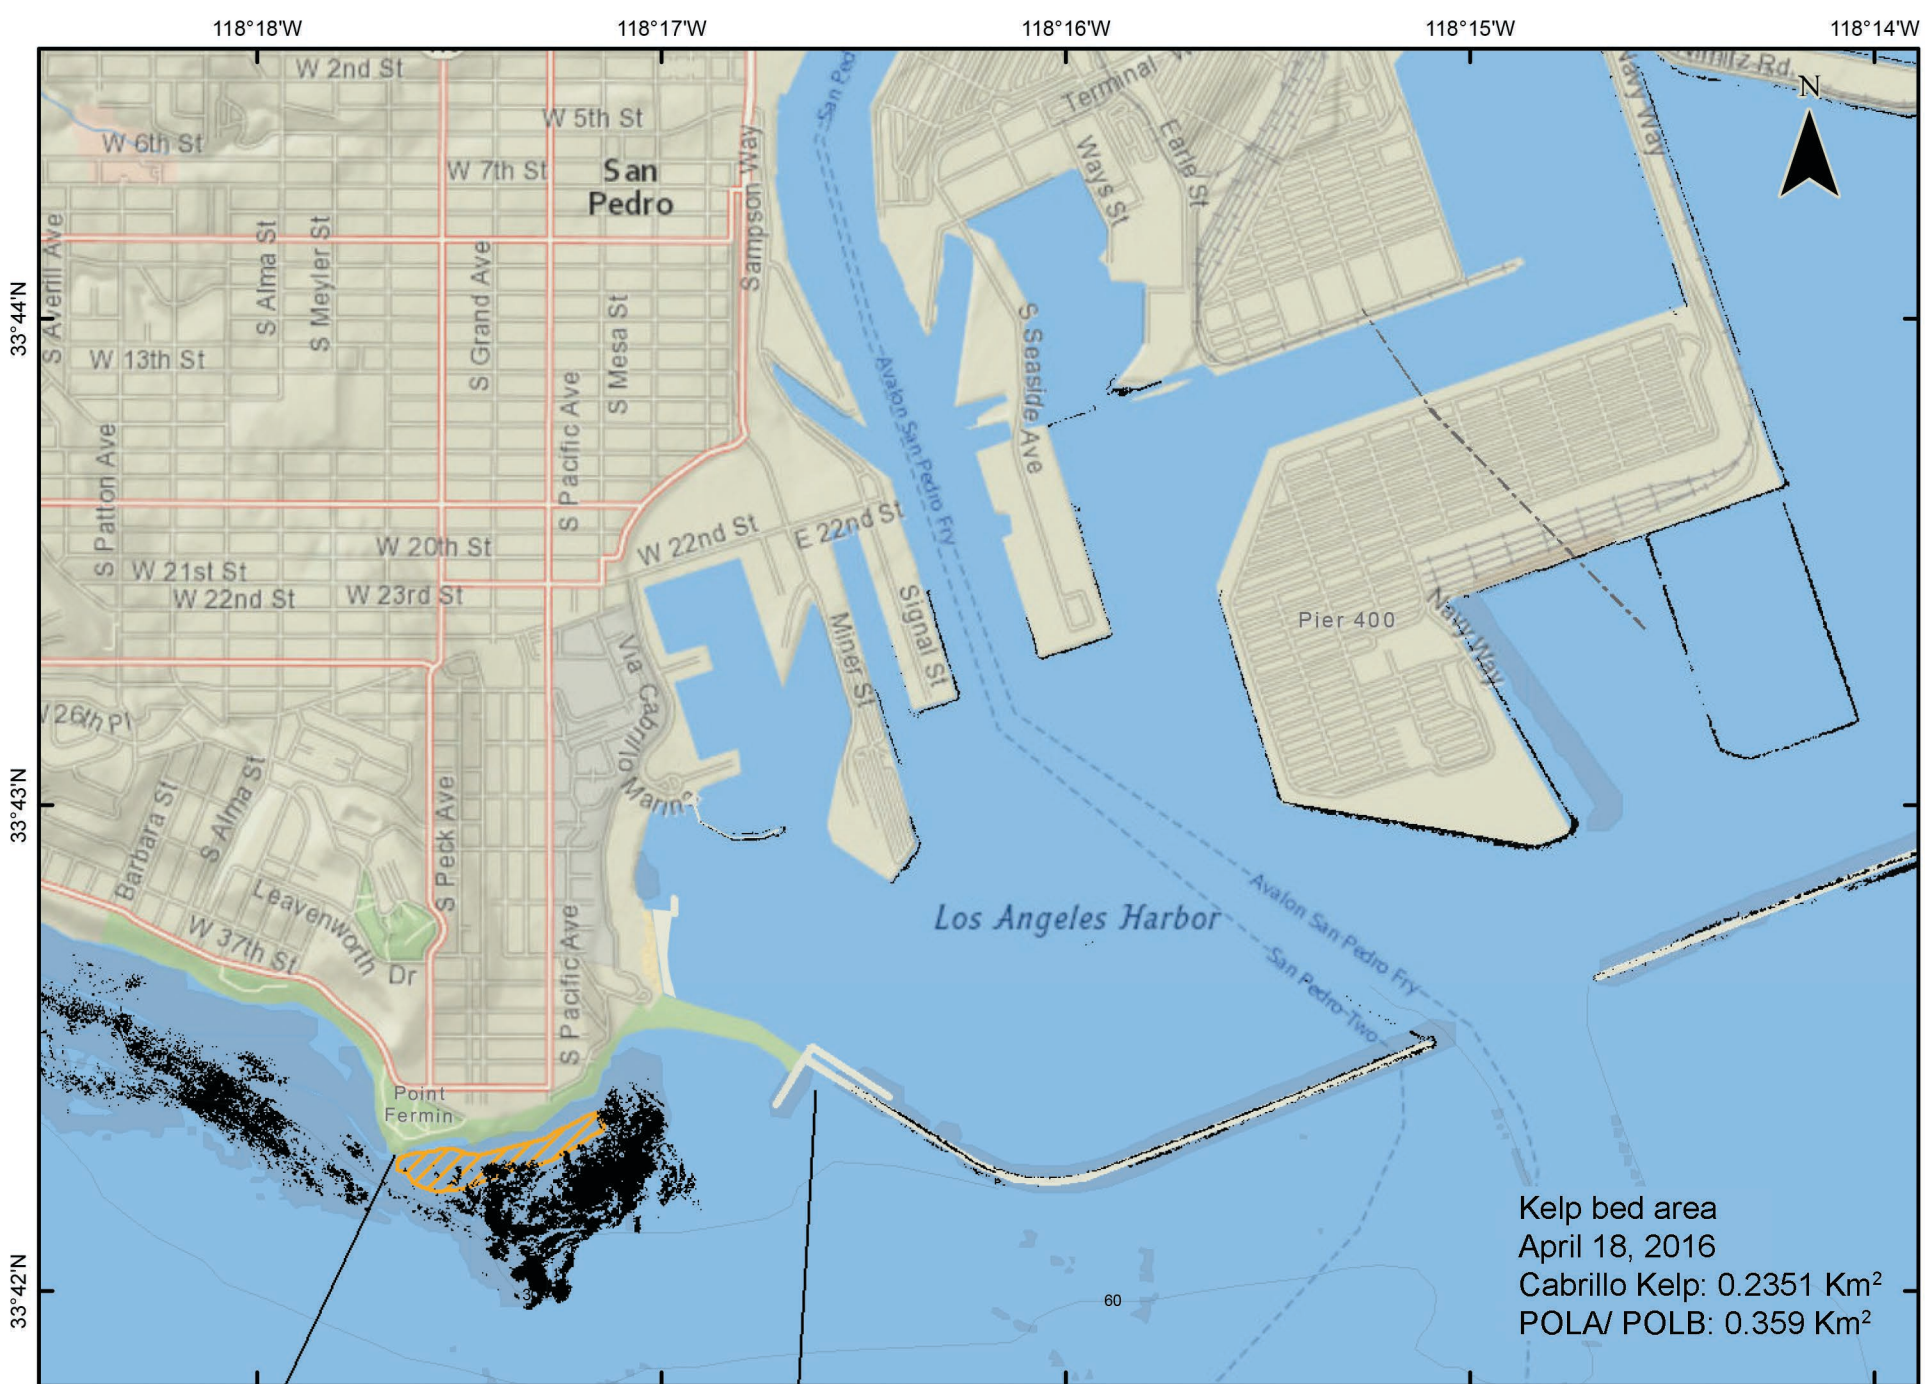 118°18'W
118°17'W
118°16'W
118°15'W
118°14'W
33°44'N
33°43'N
33°42'N
N
W 2nd St
W 5th St
W 6th St
W 7th St
San
Pedro
Sampson Way
San Ped
Terminal W
Ways St
Earle St
Navy Way
Nimitz Rd
S Averill Ave
S Alma St
S Meyler St
S Grand Ave
S Mesa St
S Seaside Ave
W 13th St
S Patton Ave
S Pacific Ave
Avalon San Pedro Fry
W 20th St
W 22nd St
E 22nd St
W 21st St
W 22nd St
W 23rd St
Signal St
Miner St
Via Cabrillo Marina
Pier 400
Navy Way
W 26th Pl
Barbara St
S Alma St
S Peck Ave
Leavenworth
Dr
W 37th St
S Pacific Ave
Los Angeles Harbor
Avalon San Pedro Fry
San Pedro-Two
Point
Fermin
3
60
Kelp bed area
April 18, 2016
Cabrillo Kelp: 0.2351 Km²
POLA/ POLB: 0.359 Km²